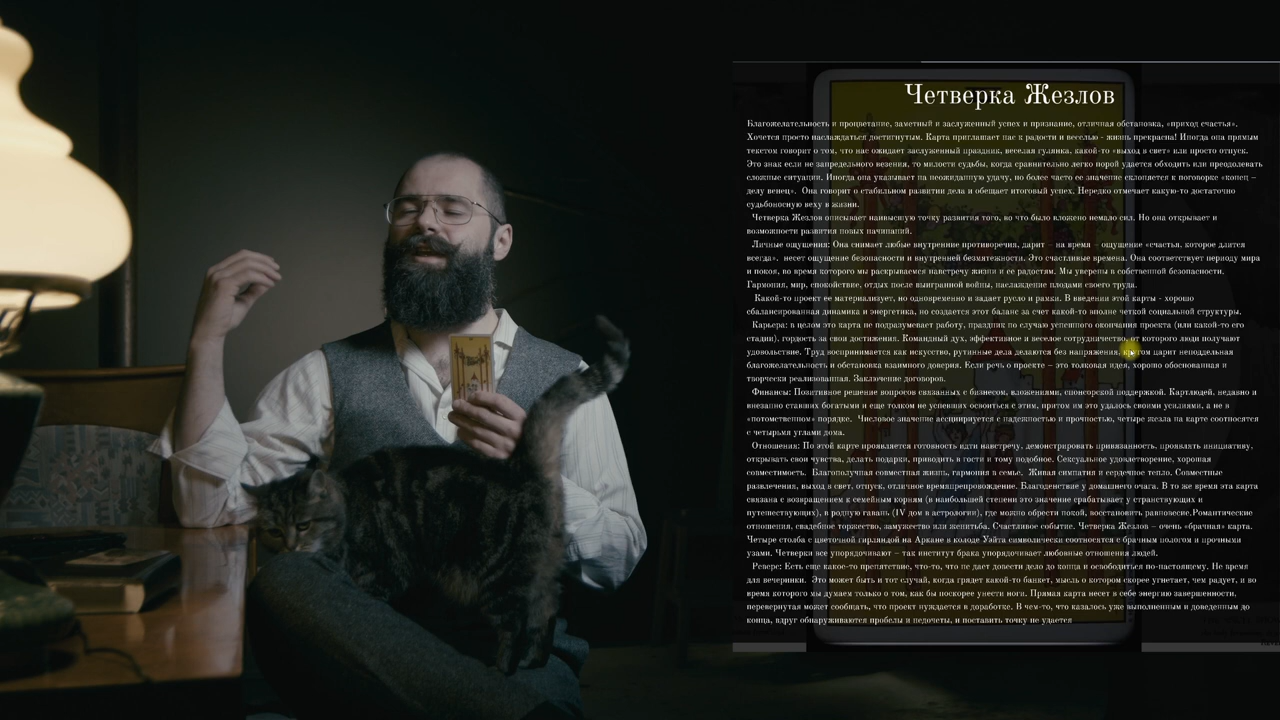 Четверка Жезлов
Благожелательность и процветание, заметный и заслуженный успех и признание, отличная обстановка, «приход счастья».
Хочется просто наслаждаться достигнутым. Карта приглашает нас к радости и веселью - жизнь прекрасна! Иногда она прямым
текстом говорит о том, что нас ожидает заслуженный праздник, веселая гулянка, какой-то «выход в свет» или просто отпуск.
Это знак если не запредельного везения, то милости судьбы, когда сравнительно легко порой удается обходить или преодолевать
сложные ситуации. Иногда она указывает на неожиданную удачу, но более часто ее значение склоняется к поговорке «конец –
делу венец». Она говорит о стабильном развитии дела и обещает итоговый успех. Нередко отмечает какую-то достаточно
судьбоносную веху в жизни.
Четверка Жезлов описывает наивысшую точку развития того, во что было вложено немало сил. Но она открывает и
возможности развития новых начинаний.
Личные ощущения: Она снимает любые внутренние противоречия, дарит – на время – ощущение «счастья, которое длится
всегда». несет ощущение безопасности и внутренней безмятежности. Это счастливые времена. Она соответствует периоду мира
и покоя, во время которого мы раскрываемся навстречу жизни и ее радостям. Мы уверены в собственной безопасности.
Гармония, мир, спокойствие, отдых после выигранной войны, наслаждение плодами своего труда.
Какой-то проект ее материализует, но одновременно и задает русло и рамки. В введении этой карты - хорошо
сбалансированная динамика и энергетика, но создается этот баланс за счет какой-то вполне четкой социальной структуры.
Карьера: в целом это карта не подразумевает работу, праздник по случаю успешного окончания проекта (или какой-то его
стадии), гордость за свои достижения. Командный дух, эффективное и веселое сотрудничество, от которого люди получают
удовольствие. Труд воспринимается как искусство, рутинные дела делаются без напряжения, кругом царит неподдельная
благожелательность и обстановка взаимного доверия. Если речь о проекте – это толковая идея, хорошо обоснованная и
творчески реализованная. Заключение договоров.
Финансы: Позитивное решение вопросов связанных с бизнесом, вложениями, спонсорской поддержкой. Картлюдей, недавно и
внезапно ставших богатыми и еще толком не успевших освоиться с этим, притом им это удалось своими усилиями, а не в
«потомственном» порядке. Числовое значение ассоциируется с надежностью и прочностью, четыре жезла на карте соотносятся
с четырьмя углами дома.
Отношения: По этой карте проявляется готовность идти навстречу, демонстрировать привязанность, проявлять инициативу,
открывать свои чувства, делать подарки, приводить в гости и тому подобное. Сексуальное удовлетворение, хорошая
совместимость. Благополучная совместная жизнь, гармония в семье. Живая симпатия и сердечное тепло. Совместные
развлечения, выход в свет, отпуск, отличное времяпрепровождение. Благоденствие у домашнего очага. В то же время эта карта
связана с возвращением к семейным корням (в наибольшей степени это значение срабатывает у странствующих и
путешествующих), в родную гавань (IV дом в астрологии), где можно обрести покой, восстановить равновесие.Романтические
отношения, свадебное торжество, замужество или женитьба. Счастливое событие. Четверка Жезлов – очень «брачная» карта.
Четыре столба с цветочной гирляндой на Аркане в колоде Уэйта символически соотносятся с брачным пологом и прочными
узами. Четверки все упорядочивают – так институт брака упорядочивает любовные отношения людей.
Реверс: Есть еще какое-то препятствие, что-то, что не дает довести дело до конца и освободиться по-настоящему. Не время
для вечеринки. Это может быть и тот случай, когда грядет какой-то банкет, мысль о котором скорее угнетает, чем радует, и во
время которого мы думаем только о том, как бы поскорее унести ноги. Прямая карта несет в себе энергию завершенности,
перевернутая может сообщать, что проект нуждается в доработке. В чем-то, что казалось уже выполненным и доведенным до
конца, вдруг обнаруживаются пробелы и недочеты, и поставить точку не удается